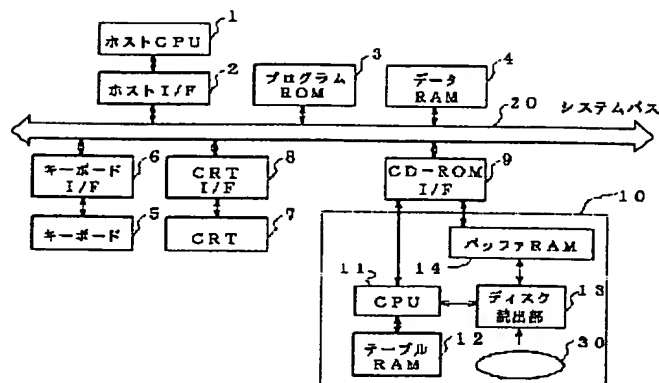 1
ホストCPU
2
ホストI/F
3
プログラム
ROM
4
データ
RAM
20
システムバス
6
キーボード
I/F
8
CRT
I/F
9
CD-ROM
I/F
10
5
キーボード
7
CRT
バッファRAM
14
11
CPU
13
ディスク
読出部
12
テーブル
RAM
30